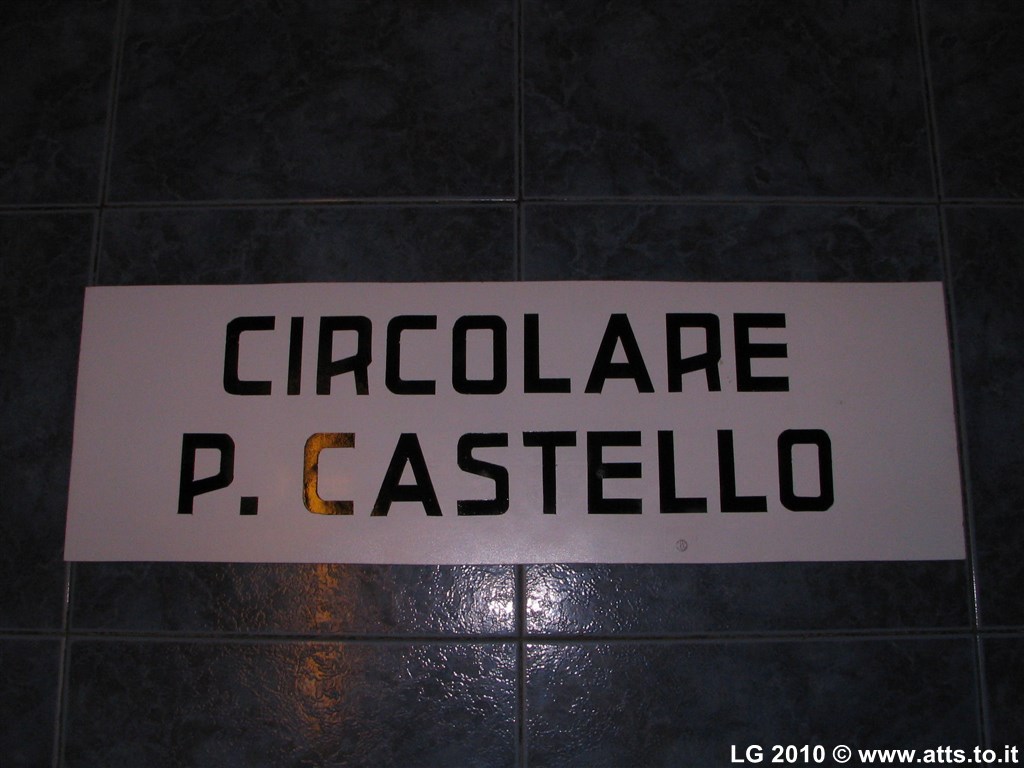 CIRCOLARE
P. CASTELLO
®
LG 2010 © www.atts.to.it